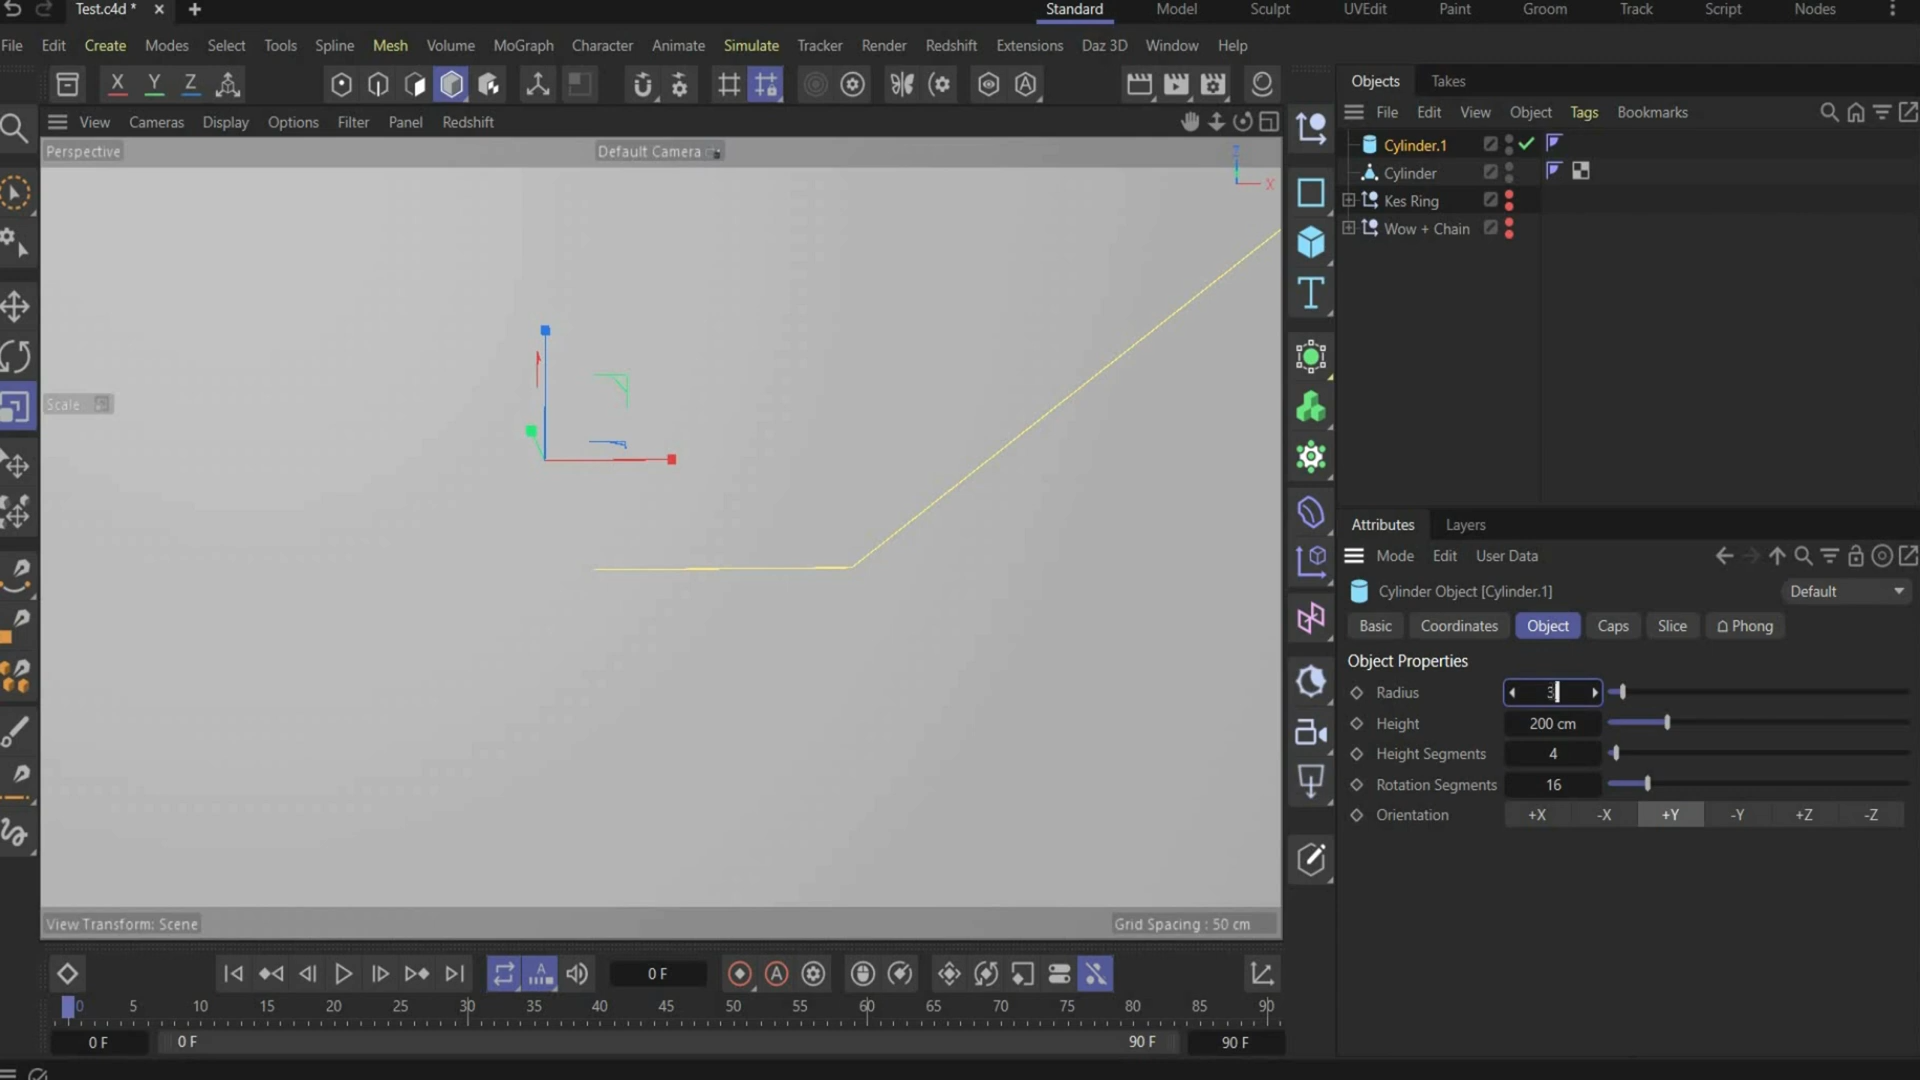 Test.c4d *
Standard Model Sculpt UVEdit Paint Groom Track Script Nodes
File Edit Create Modes Select Tools Spline Mesh Volume MoGraph Character Animate Simulate Tracker Render Redshift Extensions Daz 3D Window Help
X Y Z
Objects Takes
View Cameras Display Options Filter Panel Redshift
File Edit View Object Tags Bookmarks
Perspective
Default Camera
Cylinder.1
Cylinder
Kes Ring
Wow + Chain
X
Scale
Attributes Layers
Mode Edit User Data
Cylinder Object [Cylinder.1]
Default
Basic Coordinates Object Caps Slice Phong
Object Properties
Radius 3
Height 200 cm
Height Segments 4
Rotation Segments 16
Orientation +X -X +Y -Y +Z -Z
View Transform: Scene
Grid Spacing : 50 cm
0 F
0 5 10 15 20 25 30 35 40 45 50 55 60 65 70 75 80 85 90
0 F 0 F 90 F 90 F